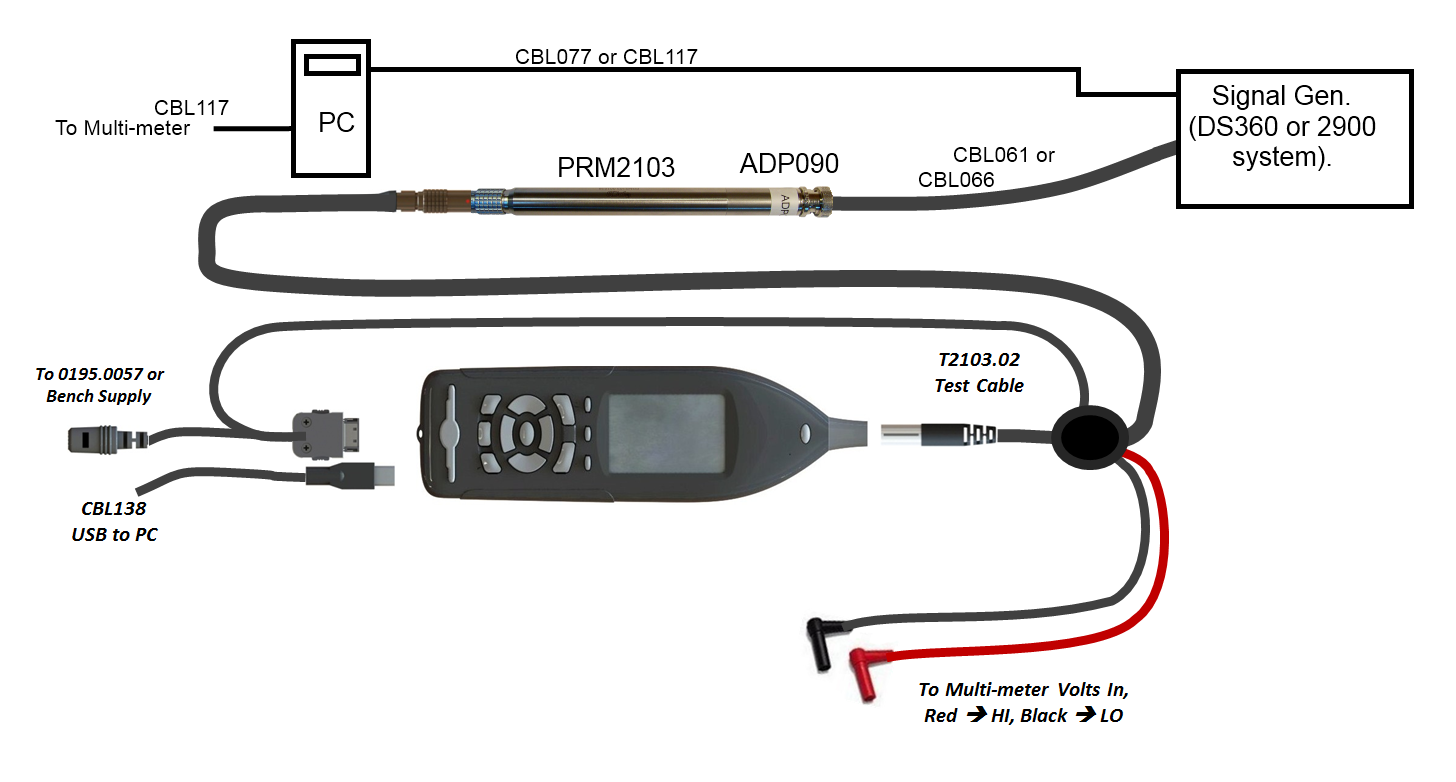 CBL077 or CBL117
CBL117
To Multi-meter
PC
Signal Gen.
(DS360 or 2900
system).
PRM2103
ADP090
CBL061 or
CBL066
ADP
To 0195.0057 or
Bench Supply
T2103.02
Test Cable
CBL138
USB to PC
To Multi-meter Volts In,
Red ➔ HI, Black ➔ LO